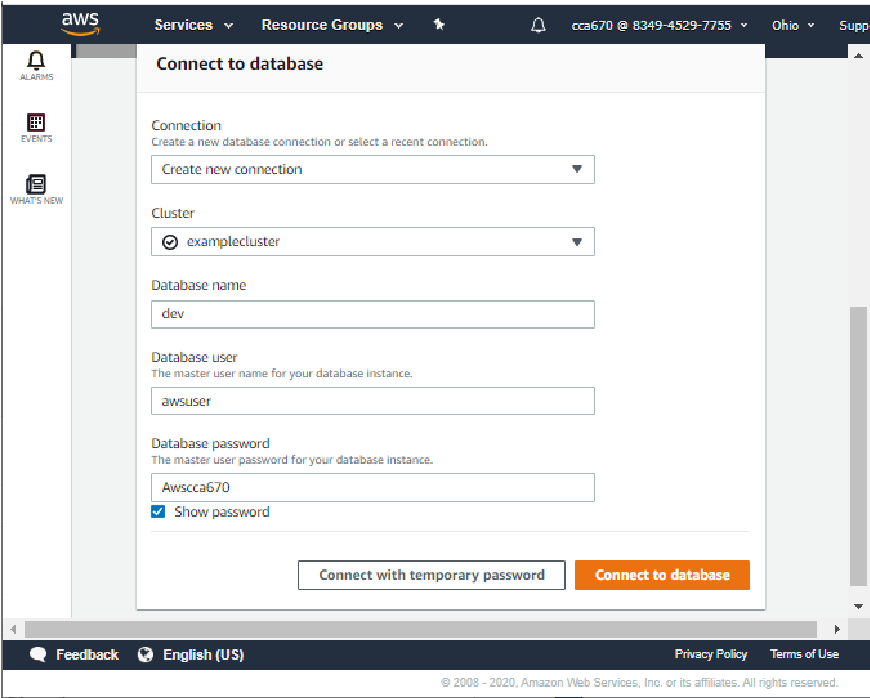 aws Services Resource Groups cca670 @ 8349-4529-7755 Ohio Supp
ALARMS
EVENTS
WHAT'S NEW
Connect to database
Connection
Create a new database connection or select a recent connection.
Create new connection
Cluster
examplecluster
Database name
dev
Database user
The master user name for your database instance.
awsuser
Database password
The master user password for your database instance.
Awscca670
Show password
Connect with temporary password Connect to database
Feedback English (US) Privacy Policy Terms of Use
© 2008 - 2020, Amazon Web Services, Inc. or its affiliates. All rights reserved.